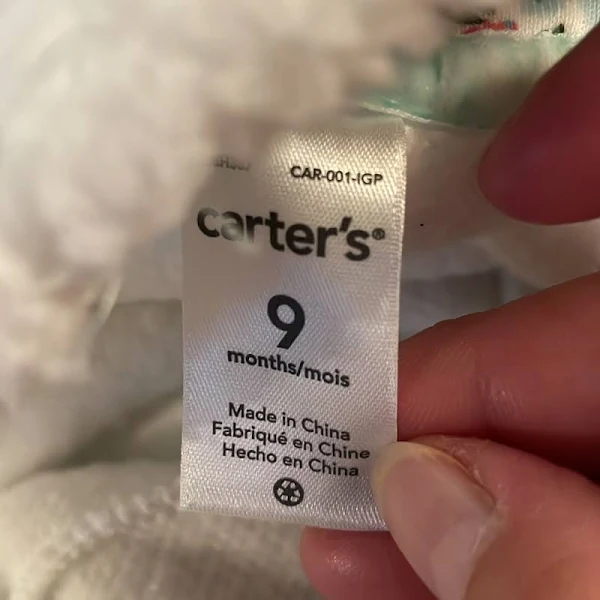 CAR-001-IGP
carter's®
9
months/mois
Made in China
Fabriqué en Chine
Hecho en China